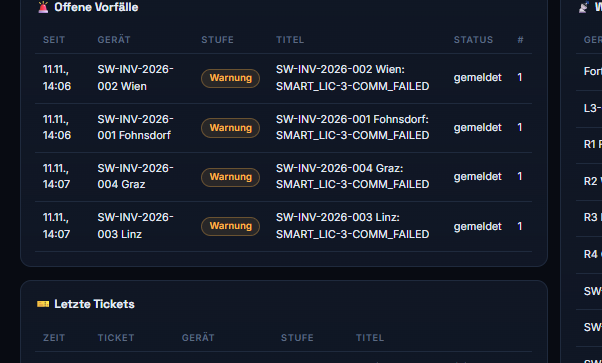 Offene Vorfälle
SEIT GERÄT STUFE TITEL STATUS #
11.11., 14:06 SW-INV-2026-002 Wien Warnung SW-INV-2026-002 Wien: SMART_LIC-3-COMM_FAILED gemeldet 1
11.11., 14:06 SW-INV-2026-001 Fohnsdorf Warnung SW-INV-2026-001 Fohnsdorf: SMART_LIC-3-COMM_FAILED gemeldet 1
11.11., 14:07 SW-INV-2026-004 Graz Warnung SW-INV-2026-004 Graz: SMART_LIC-3-COMM_FAILED gemeldet 1
11.11., 14:07 SW-INV-2026-003 Linz Warnung SW-INV-2026-003 Linz: SMART_LIC-3-COMM_FAILED gemeldet 1
Letzte Tickets
ZEIT TICKET GERÄT STUFE TITEL
W
GER
Fort
L3-
R1
R2
R3
R4
SW-
SW-